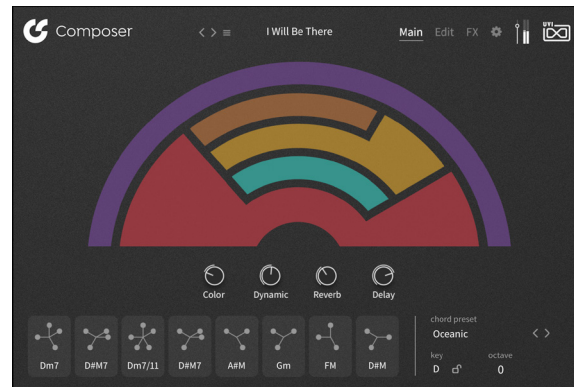 Composer
I Will Be There
Main Edit FX
UVI
Color Dynamic Reverb Delay
chord preset
Oceanic
key octave
D 0
Dm7 D#M7 Dm7/11 D#M7 A#M Gm FM D#M